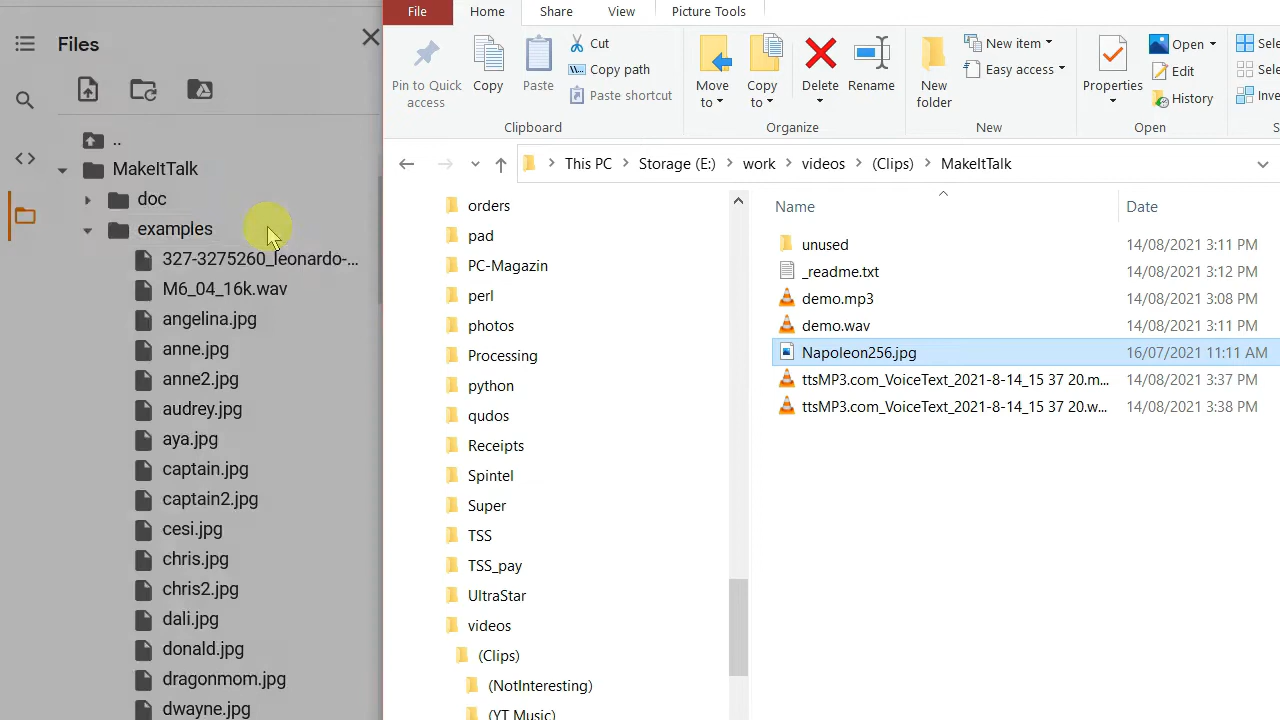 Files
..
MakeItTalk
doc
examples
327-3275260_leonardo-...
M6_04_16k.wav
angelina.jpg
anne.jpg
anne2.jpg
audrey.jpg
aya.jpg
captain.jpg
captain2.jpg
cesi.jpg
chris.jpg
chris2.jpg
dali.jpg
donald.jpg
dragonmom.jpg
dwayne.jpg
File Home Share View Picture Tools
Pin to Quick access
Copy
Paste
Cut
Copy path
Paste shortcut
Clipboard
Move to
Copy to
Delete
Rename
Organize
New folder
New item
Easy access
New
Properties
Open
Edit
History
Open
This PC Storage (E:) work videos (Clips) MakeItTalk
orders
pad
PC-Magazin
perl
photos
Processing
python
qudos
Receipts
Spintel
Super
TSS
TSS_pay
UltraStar
videos
(Clips)
(NotInteresting)
(YT Music)
Name Date
unused 14/08/2021 3:11 PM
_readme.txt 14/08/2021 3:12 PM
demo.mp3 14/08/2021 3:08 PM
demo.wav 14/08/2021 3:11 PM
Napoleon256.jpg 16/07/2021 11:11 AM
ttsMP3.com_VoiceText_2021-8-14_15 37 20.m... 14/08/2021 3:37 PM
ttsMP3.com_VoiceText_2021-8-14_15 37 20.w... 14/08/2021 3:38 PM